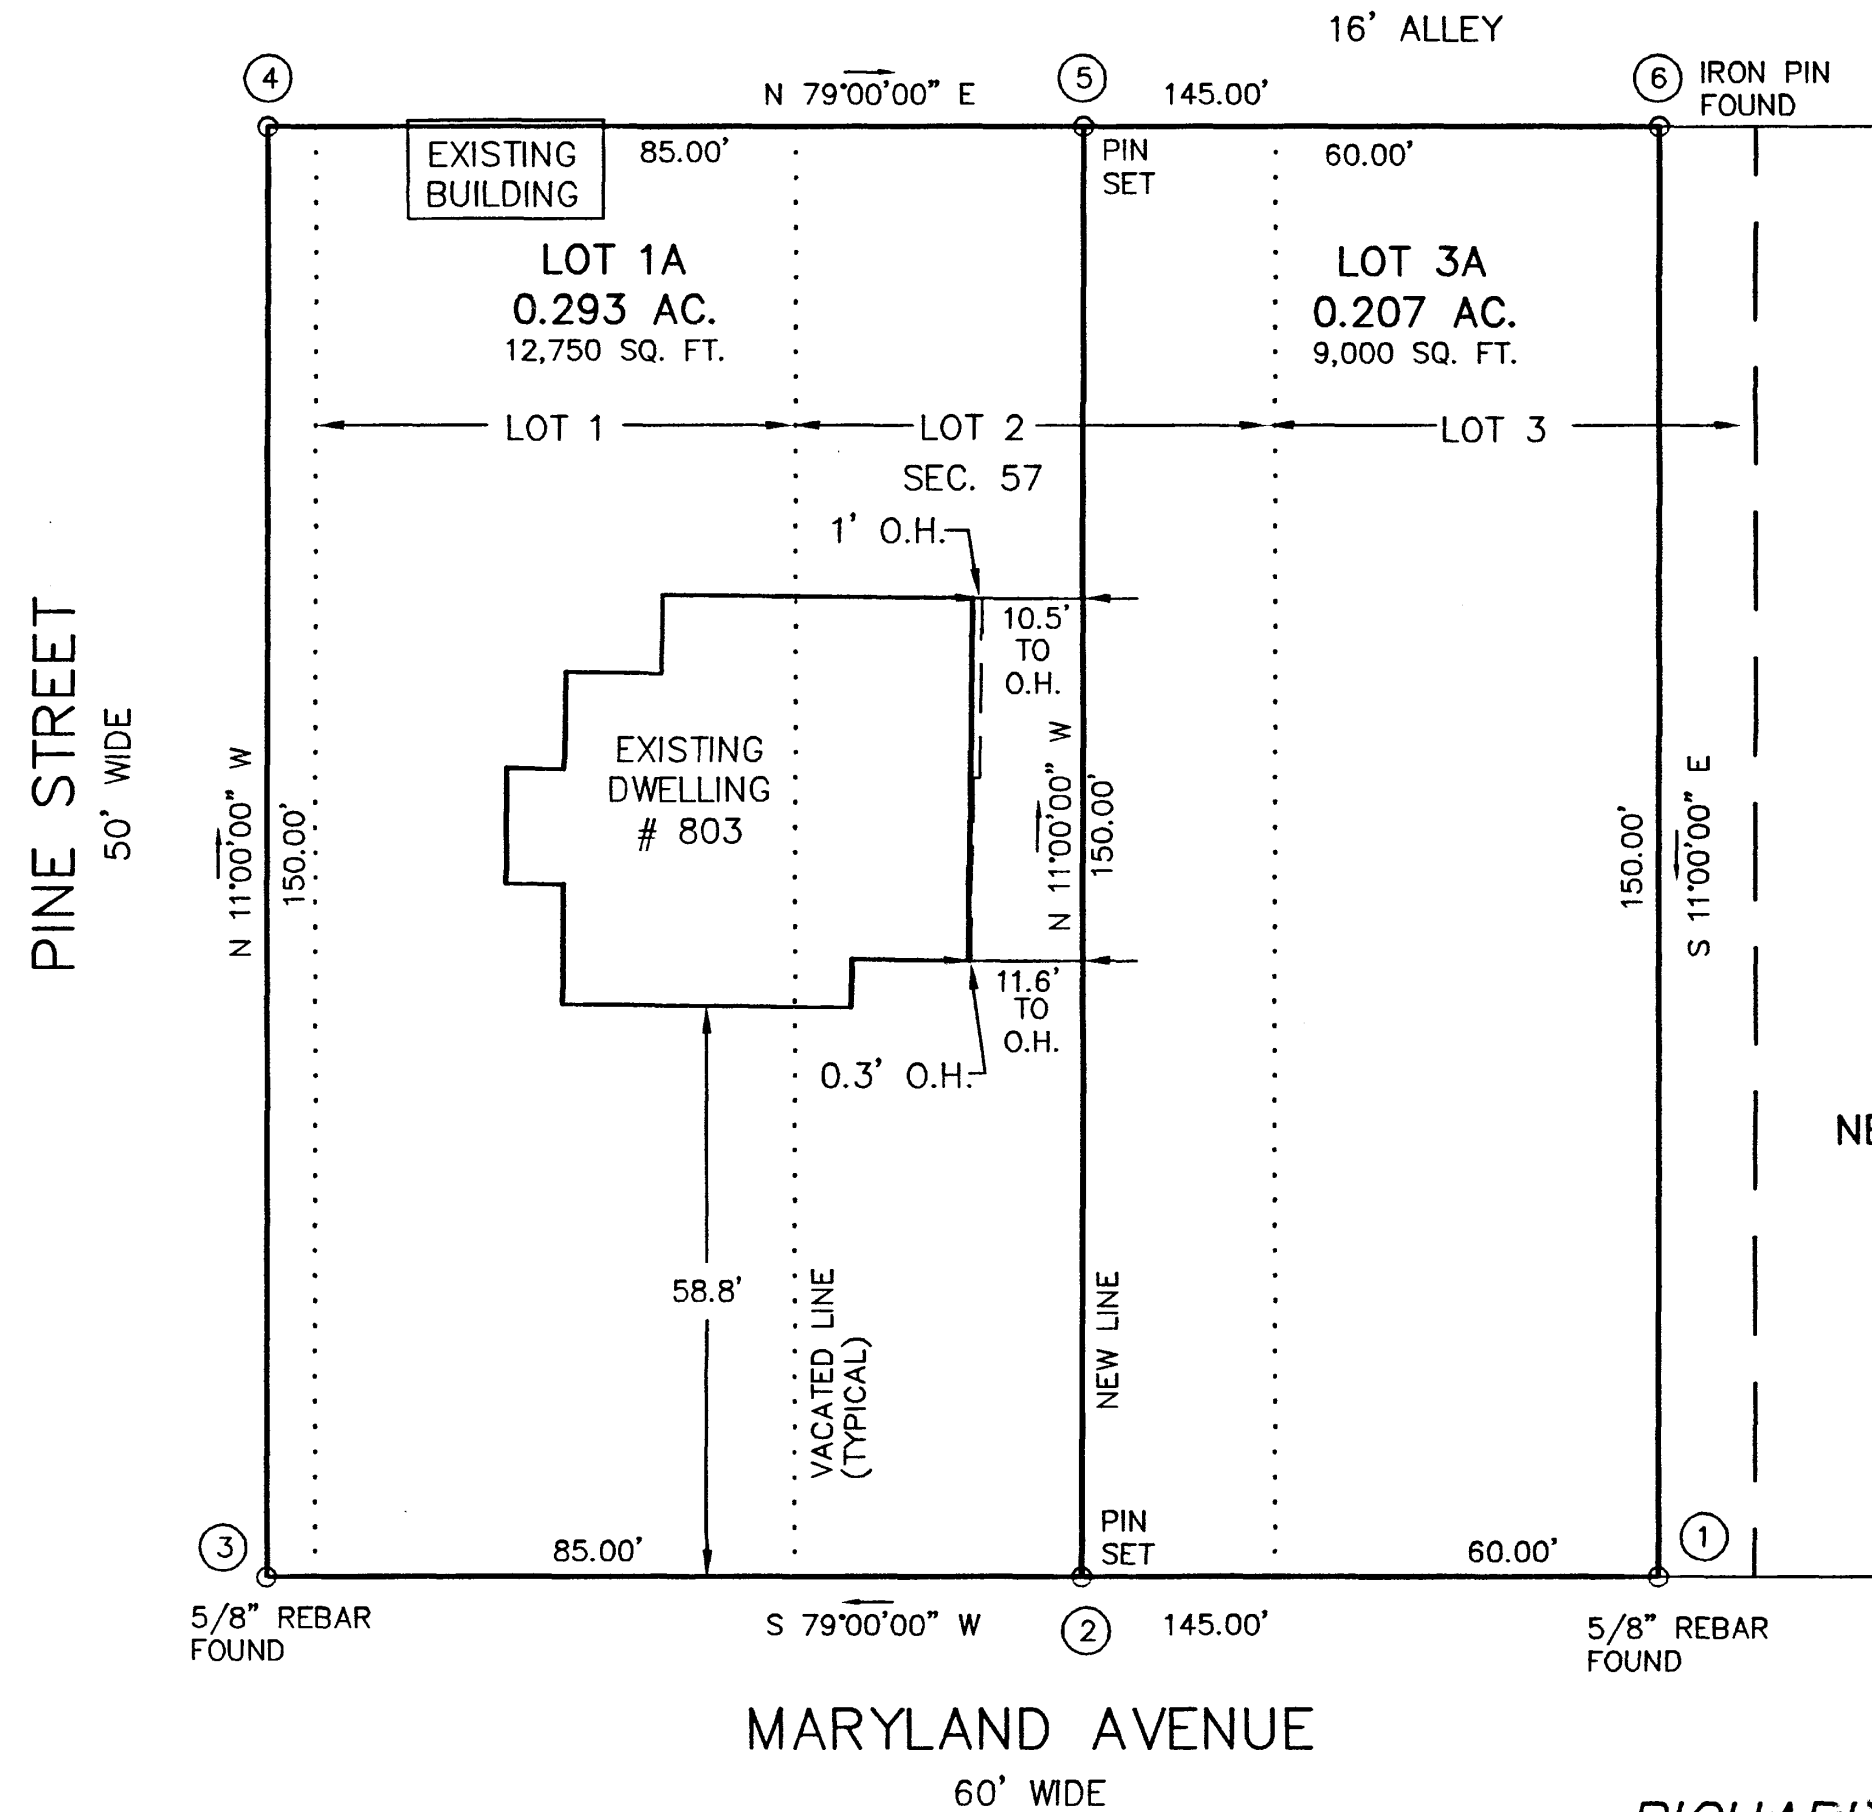 16' ALLEY
4
N 79°00'00" E
5
145.00'
6
IRON PIN
FOUND
EXISTING
BUILDING
85.00'
PIN
SET
60.00'
LOT 1A
0.293 AC.
12,750 SQ. FT.
LOT 3A
0.207 AC.
9,000 SQ. FT.
LOT 1
LOT 2
LOT 3
SEC. 57
1' O.H.
10.5'
TO
O.H.
PINE STREET
50' WIDE
N 11°00'00" W
150.00'
EXISTING
DWELLING
# 803
N 11°00'00" W
150.00'
150.00'
S 11°00'00" E
11.6'
TO
O.H.
0.3' O.H.
58.8'
VACATED LINE
(TYPICAL)
NEW LINE
3
85.00'
PIN
SET
60.00'
1
5/8" REBAR
FOUND
S 79°00'00" W
2
145.00'
5/8" REBAR
FOUND
MARYLAND AVENUE
60' WIDE